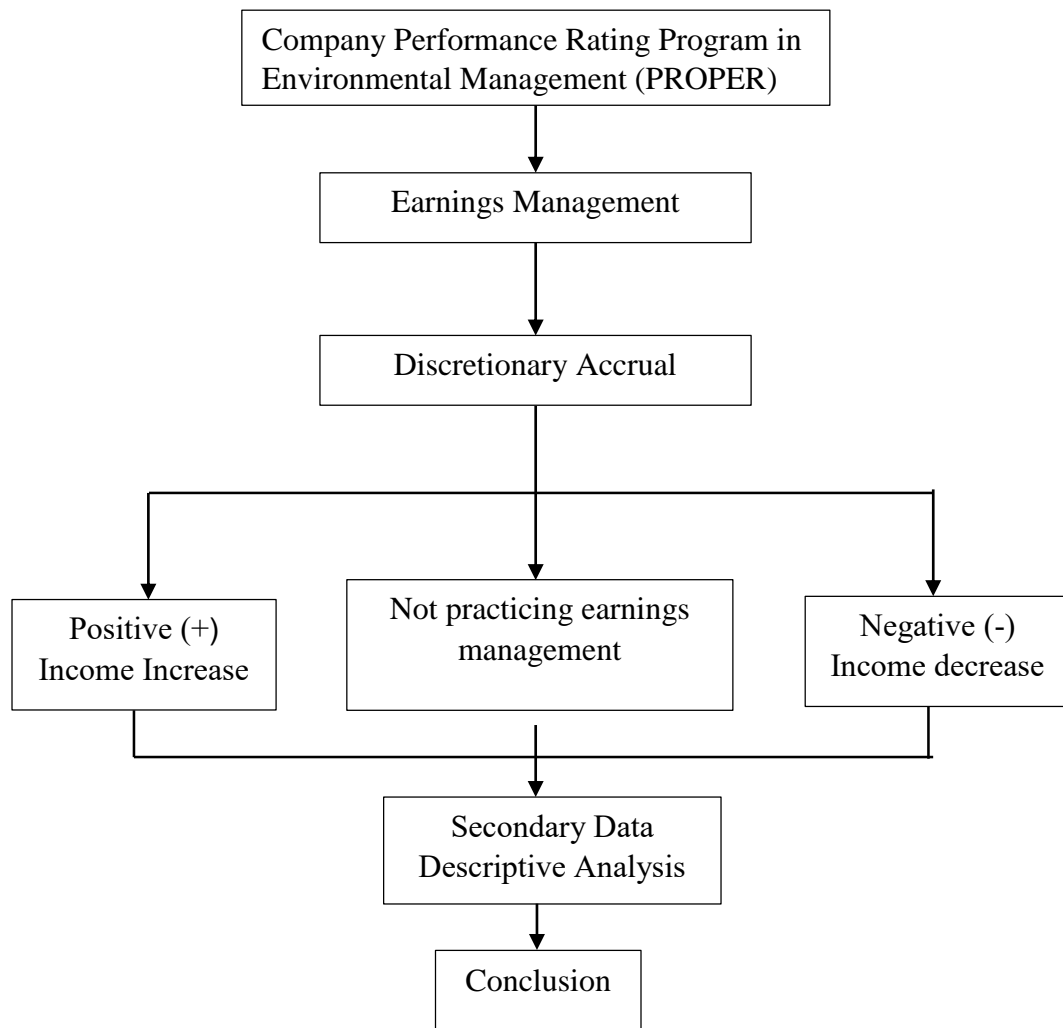 Company Performance Rating Program in
Environmental Management (PROPER)
Earnings Management
Discretionary Accrual
Positive (+)
Income Increase
Not practicing earnings
management
Negative (-)
Income decrease
Secondary Data
Descriptive Analysis
Conclusion